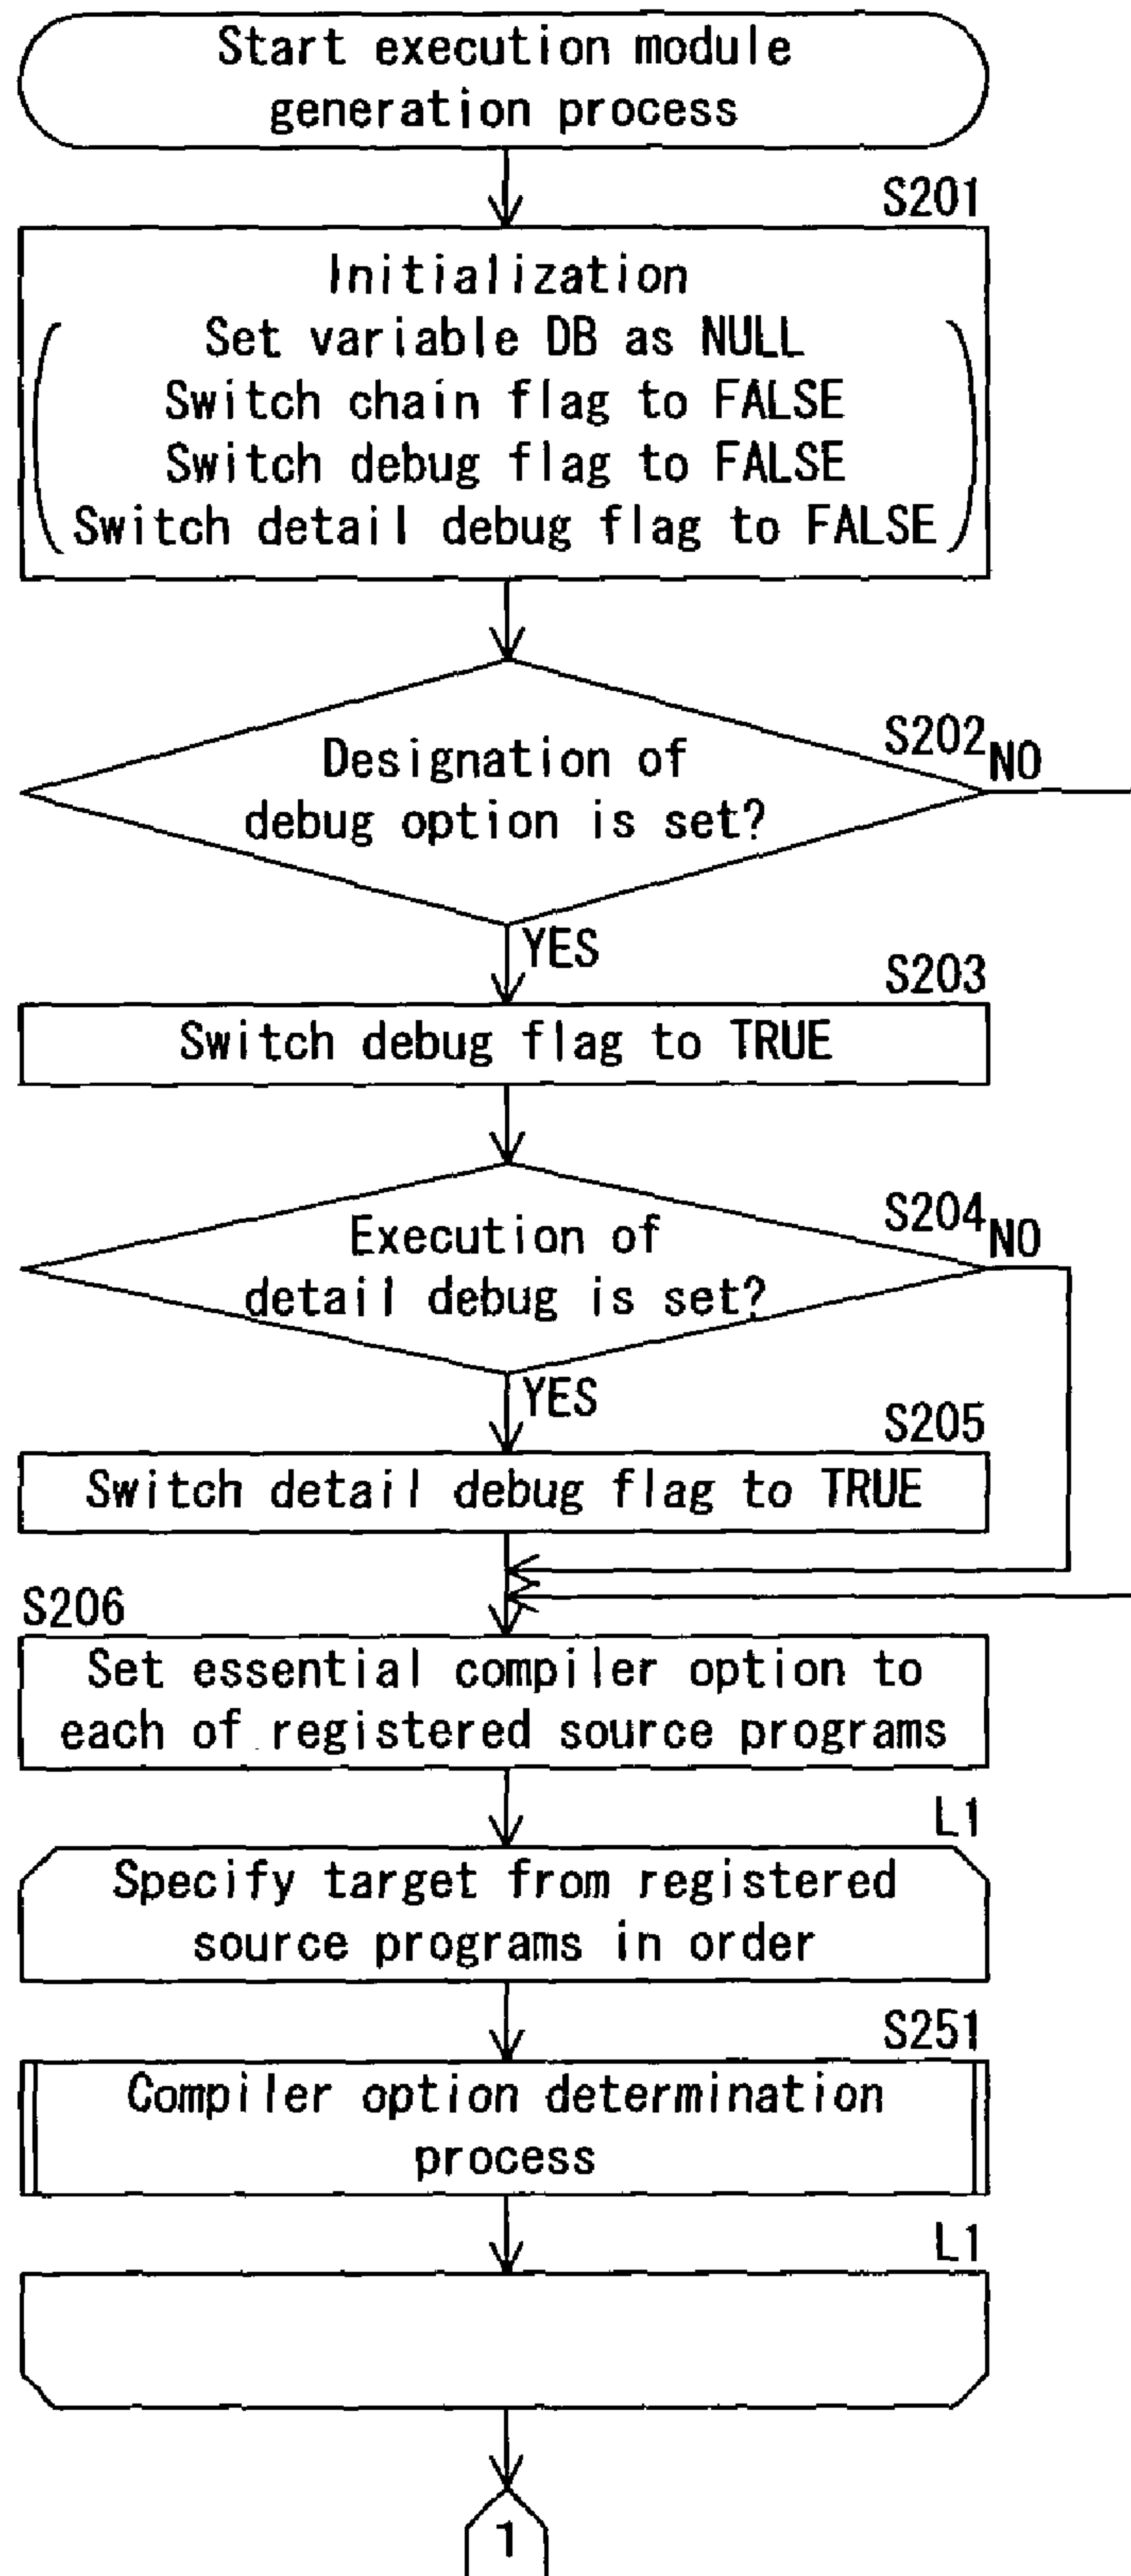 Start execution module
generation process
S201
Initialization
Set variable DB as NULL
Switch chain flag to FALSE
Switch debug flag to FALSE
Switch detail debug flag to FALSE
S202
NO
Designation of
debug option is set?
YES
S203
Switch debug flag to TRUE
S204
NO
Execution of
detail debug is set?
YES
S205
Switch detail debug flag to TRUE
S206
Set essential compiler option to
each of registered source programs
L1
Specify target from registered
source programs in order
S251
Compiler option determination
process
L1
1